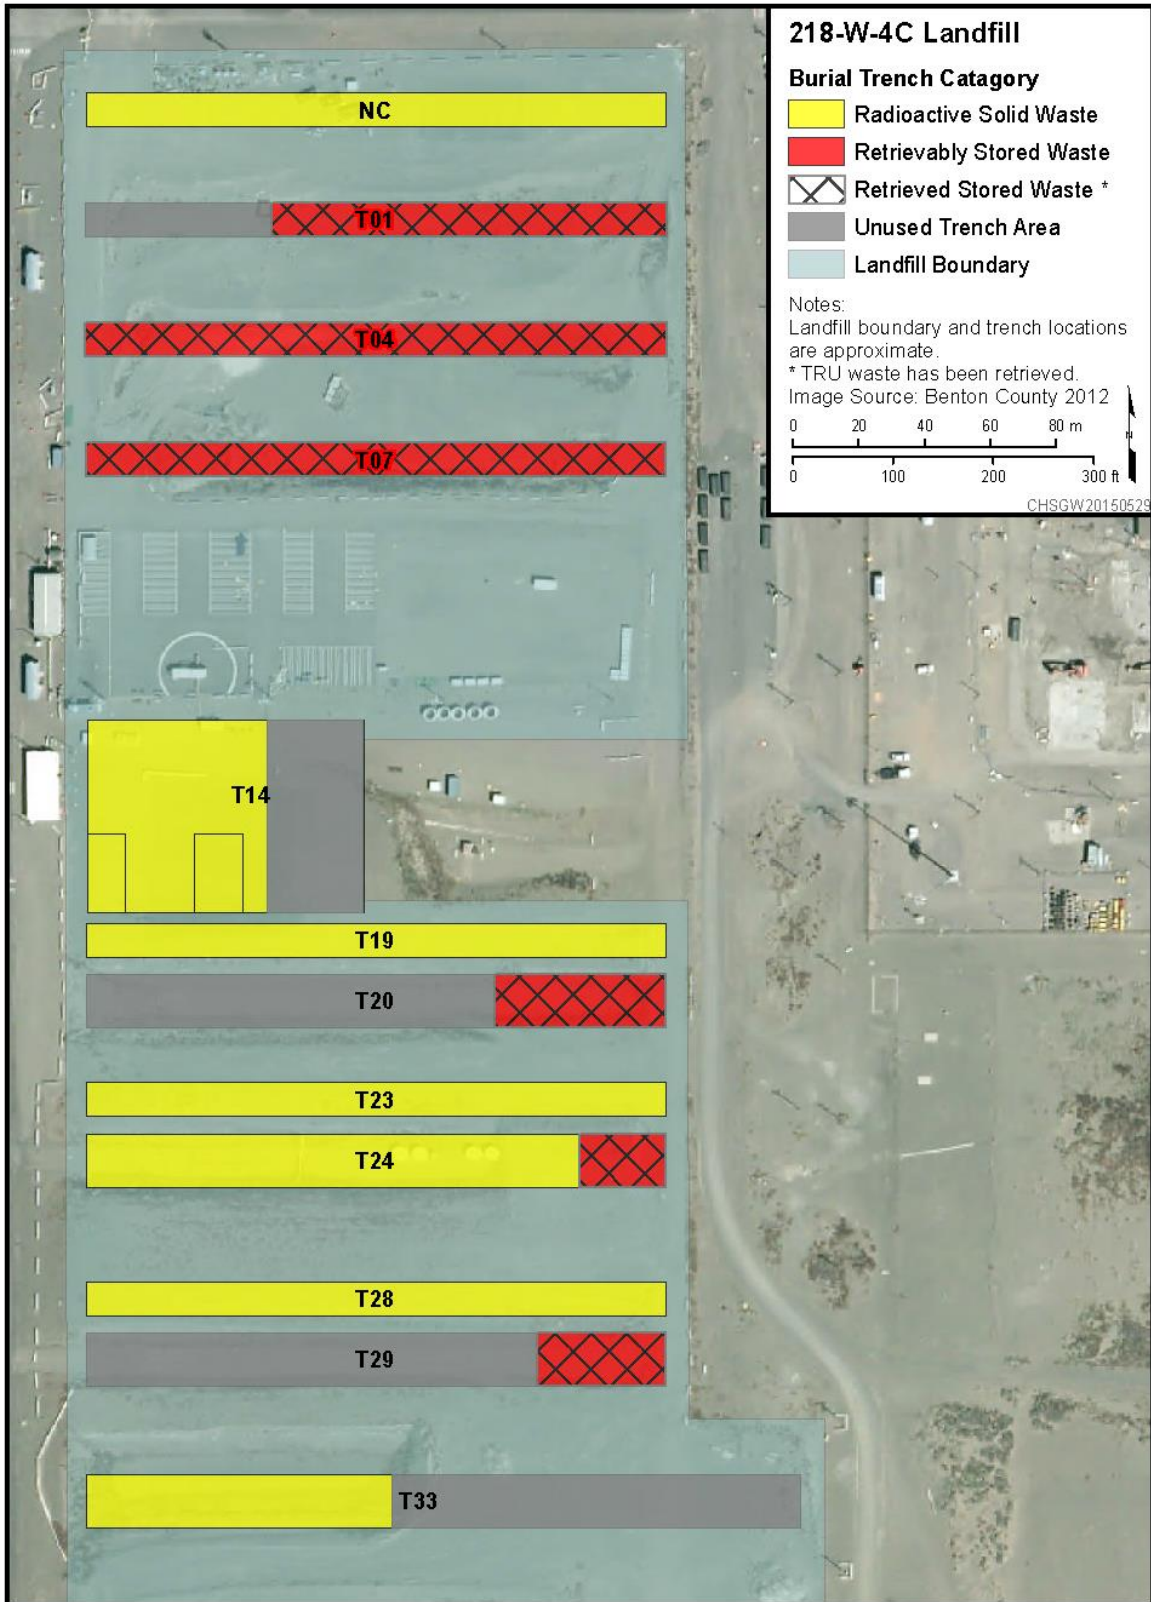 218-W-4C Landfill
Burial Trench Catagory
Radioactive Solid Waste
Retrievably Stored Waste
Retrieved Stored Waste *
Unused Trench Area
Landfill Boundary
Notes:
Landfill boundary and trench locations
are approximate.
* TRU waste has been retrieved.
Image Source: Benton County 2012
0 20 40 60 80 m
0 100 200 300 ft
N
CHSGW20150529
NC
T01
T04
T07
T14
T19
T20
T23
T24
T28
T29
T33